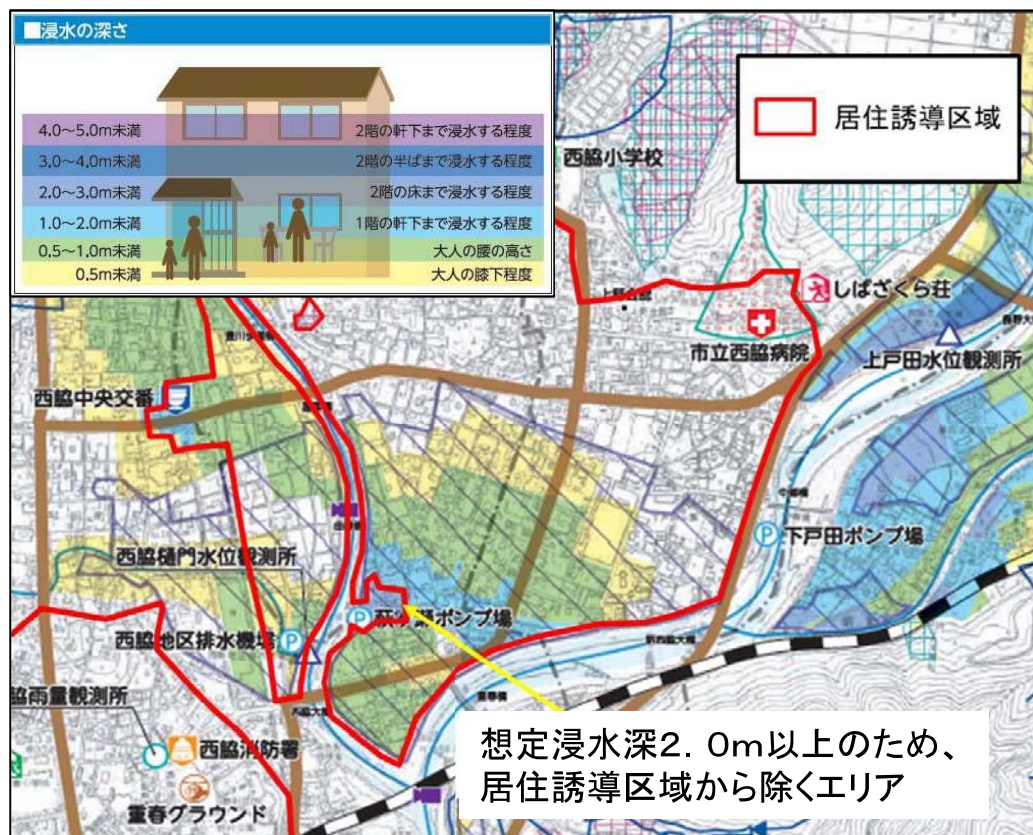 ■浸水の深さ
4.0～5.0m未満 2階の軒下まで浸水する程度
3.0～4.0m未満 2階の半ばまで浸水する程度
2.0～3.0m未満 2階の床まで浸水する程度
1.0～2.0m未満 1階の軒下まで浸水する程度
0.5～1.0m未満 大人の腰の高さ
0.5m未満 大人の膝下程度
居住誘導区域
西脇小学校
しばざくら荘
市立西脇病院
上戸田水位観測所
西脇中央交番
P 下戸田ポンプ場
西脇樋門水位観測所
P
西脇地区排水機場 P
脇雨量観測所
西脇消防署
重春グラウンド
想定浸水深2．0m以上のため、
居住誘導区域から除くエリア